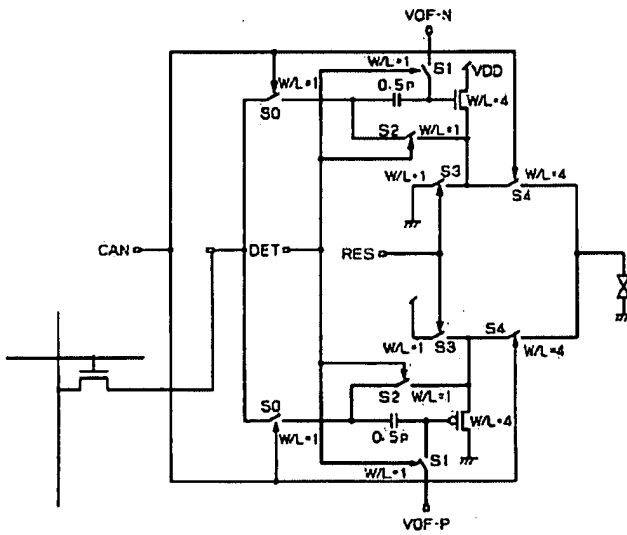 VOF-N
W/L=1
S1
VDD
W/L=1
0.5p
W/L=4
S0
S2
W/L=1
W/L=1
S3
W/L=4
S4
CAN
DET
RES
W/L=1
S3
S4
W/L=4
S2
W/L=1
S0
W/L=1
0.5p
W/L=4
W/L=1
S1
VOF-P